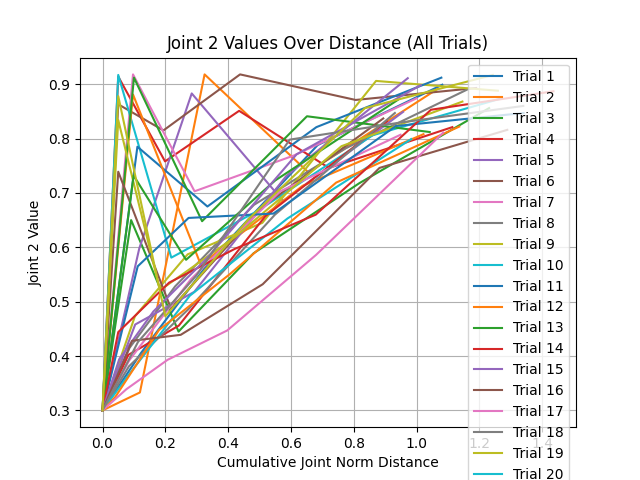 Joint 2 Values Over Distance (All Trials)
Joint 2 Value
0.9
0.8
0.7
0.6
0.5
0.4
0.3
0.0 0.2 0.4 0.6 0.8 1.0 1.2 1.4
Cumulative Joint Norm Distance
Trial 1
Trial 2
Trial 3
Trial 4
Trial 5
Trial 6
Trial 7
Trial 8
Trial 9
Trial 10
Trial 11
Trial 12
Trial 13
Trial 14
Trial 15
Trial 16
Trial 17
Trial 18
Trial 19
Trial 20